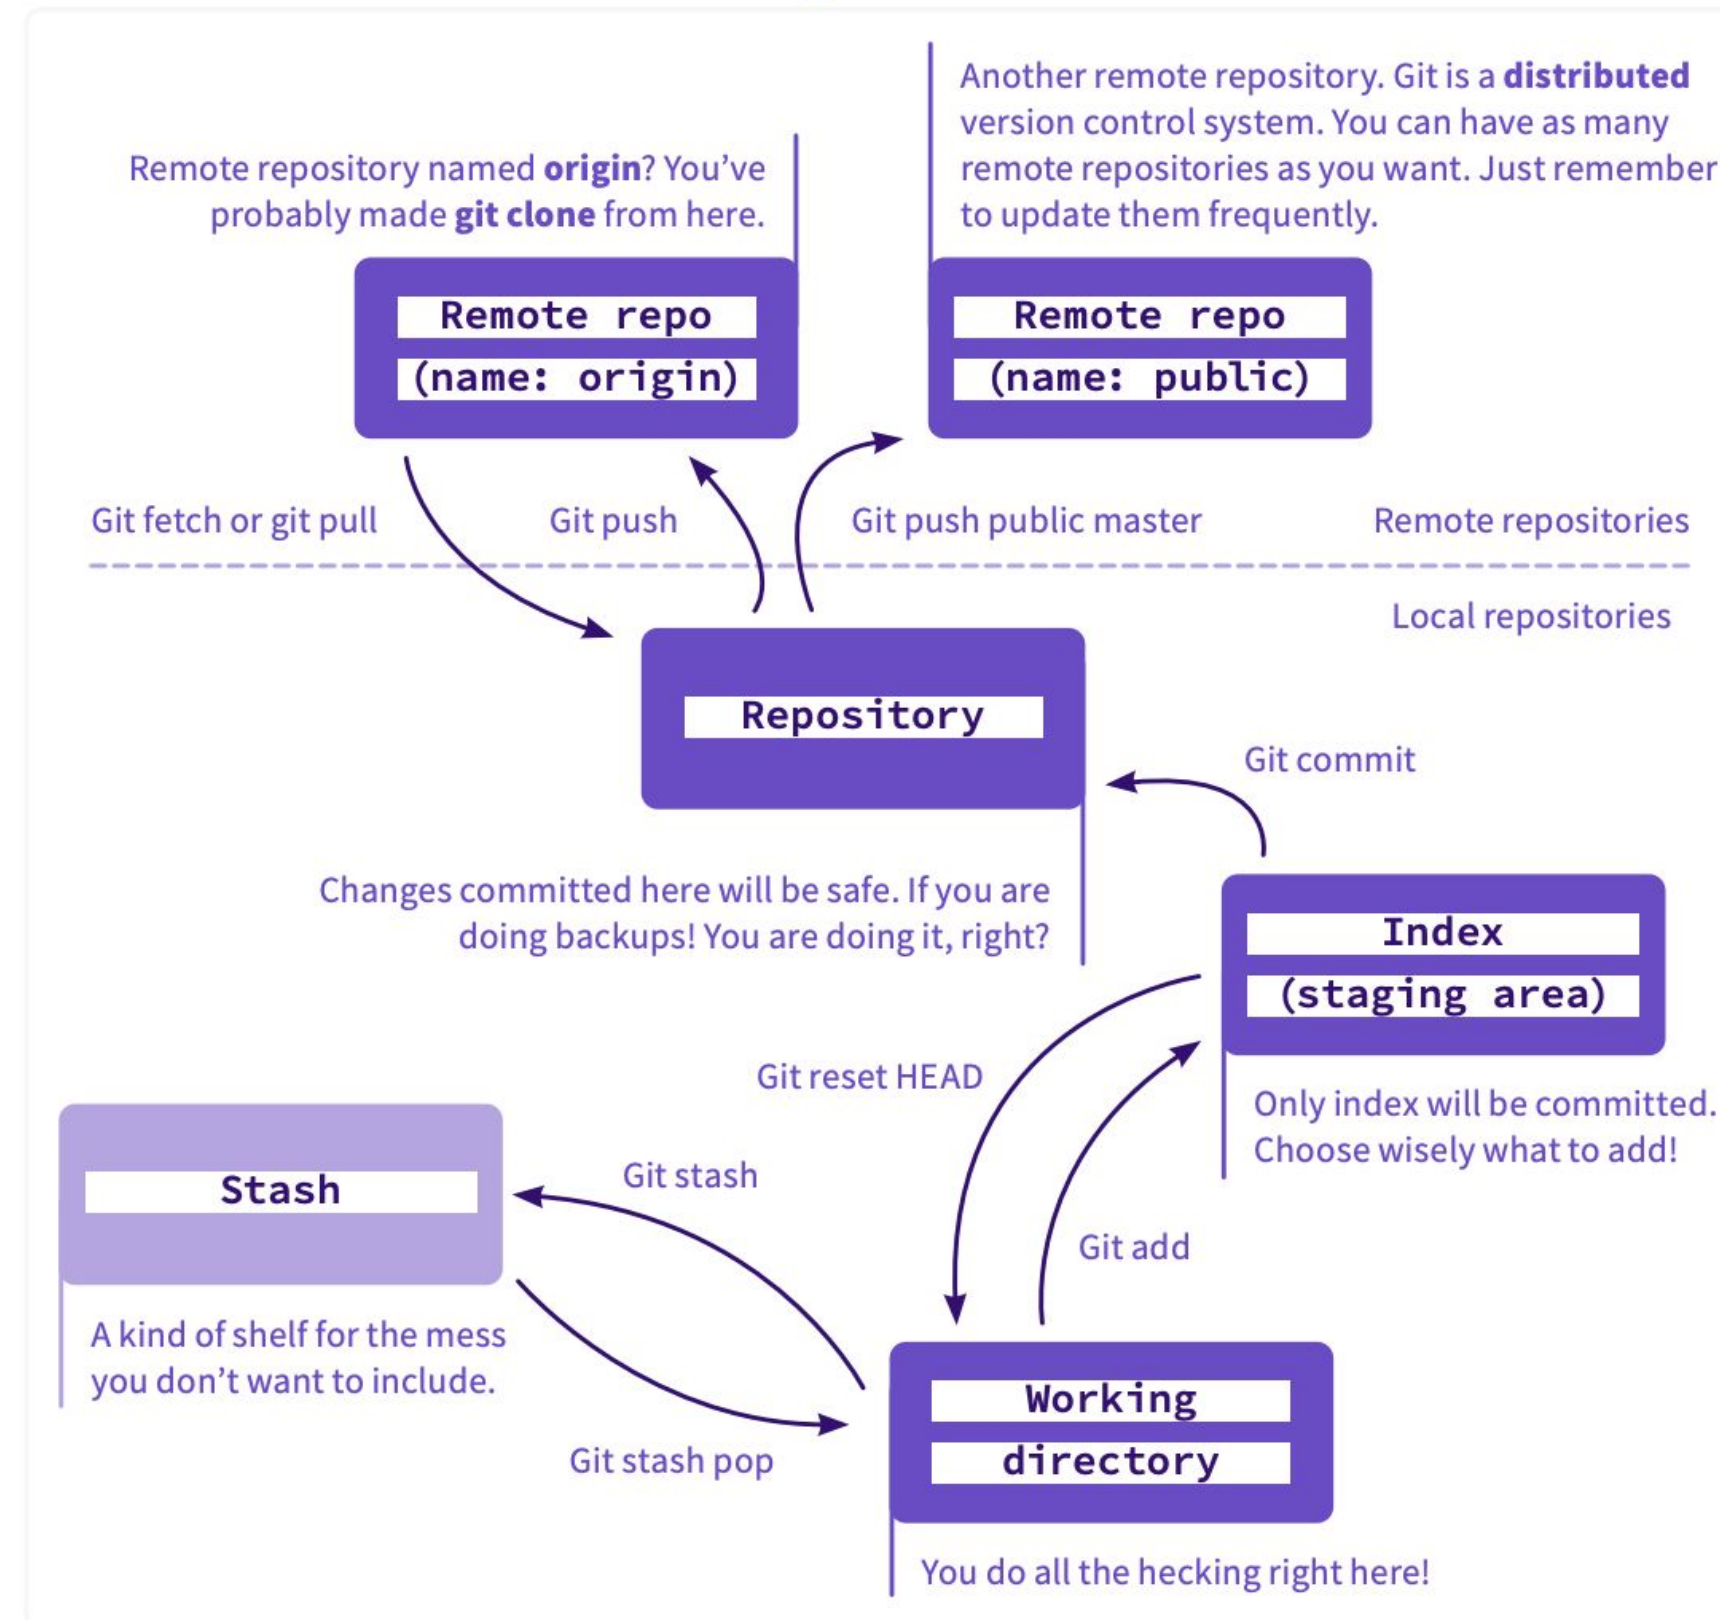 Another remote repository. Git is a distributed
version control system. You can have as many
remote repositories as you want. Just remember
to update them frequently.
Remote repository named origin? You've
probably made git clone from here.
Remote repo
(name: origin)
Remote repo
(name: public)
Git fetch or git pull
Git push
Git push public master
Remote repositories
Local repositories
Repository
Git commit
Changes committed here will be safe. If you are
doing backups! You are doing it, right?
Index
(staging area)
Only index will be committed.
Choose wisely what to add!
Git reset HEAD
Git add
Stash
A kind of shelf for the mess
you don't want to include.
Git stash
Git stash pop
Working
directory
You do all the hecking right here!